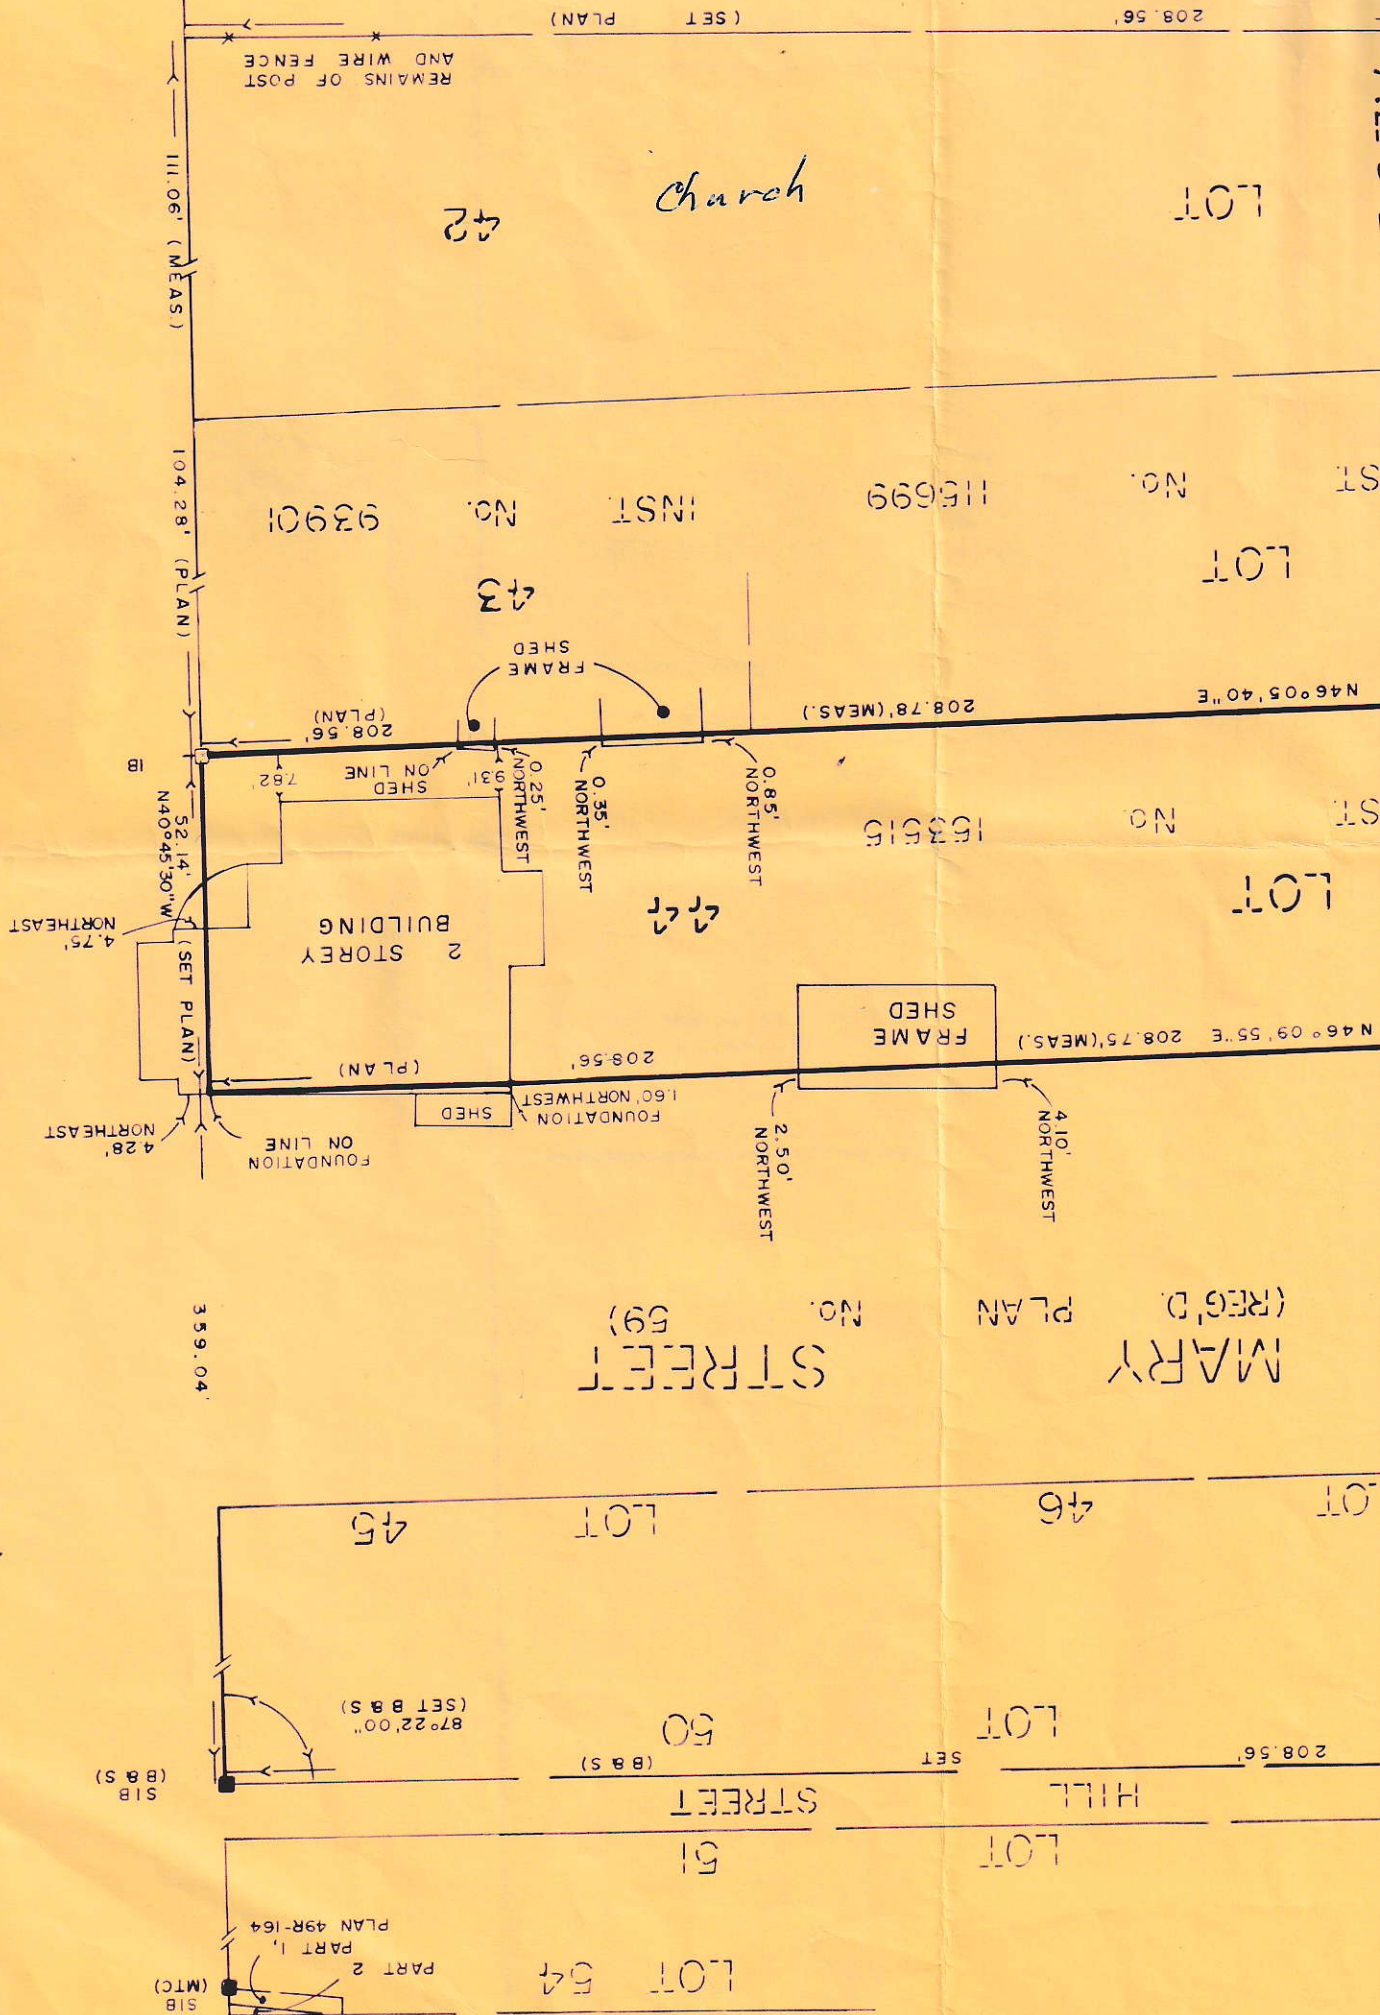 SIB
(MTC)
PART 2
PART 1,
PLAN 49R-164
LOT 54
LOT 51
HILL STREET
SIB
(B&S)
208.56' SET (B&S)
87°22'00"
(SET B&S)
LOT 50
LOT 46
LOT 45
MARY STREET
(REG'D. PLAN No. 59)
359.04'
4.10'
NORTHWEST
2.50'
NORTHWEST
FOUNDATION
1.60' NORTHWEST
SHED
FOUNDATION
ON LINE
4.28'
NORTHEAST
N46°09'55"E 208.75'(MEAS.)
208.56' (PLAN)
FRAME
SHED
2 STOREY
BUILDING
4.75'
NORTHEAST
52.14' (SET PLAN)
N40°45'30"W
LOT 44
ST. No. 153515
0.85'
NORTHWEST
0.35'
NORTHWEST
0.25'
NORTHWEST
9.31'
SHED
ON LINE
7.82'
IB
N46°05'40"E 208.78'(MEAS.)
208.56'
(PLAN)
FRAME
SHED
LOT 43
ST No. 115699 INST. No. 93901
104.28' (PLAN)
LOT 42
Church
111.06' (MEAS.)
REMAINS OF POST
AND WIRE FENCE
208.56' (SET PLAN)